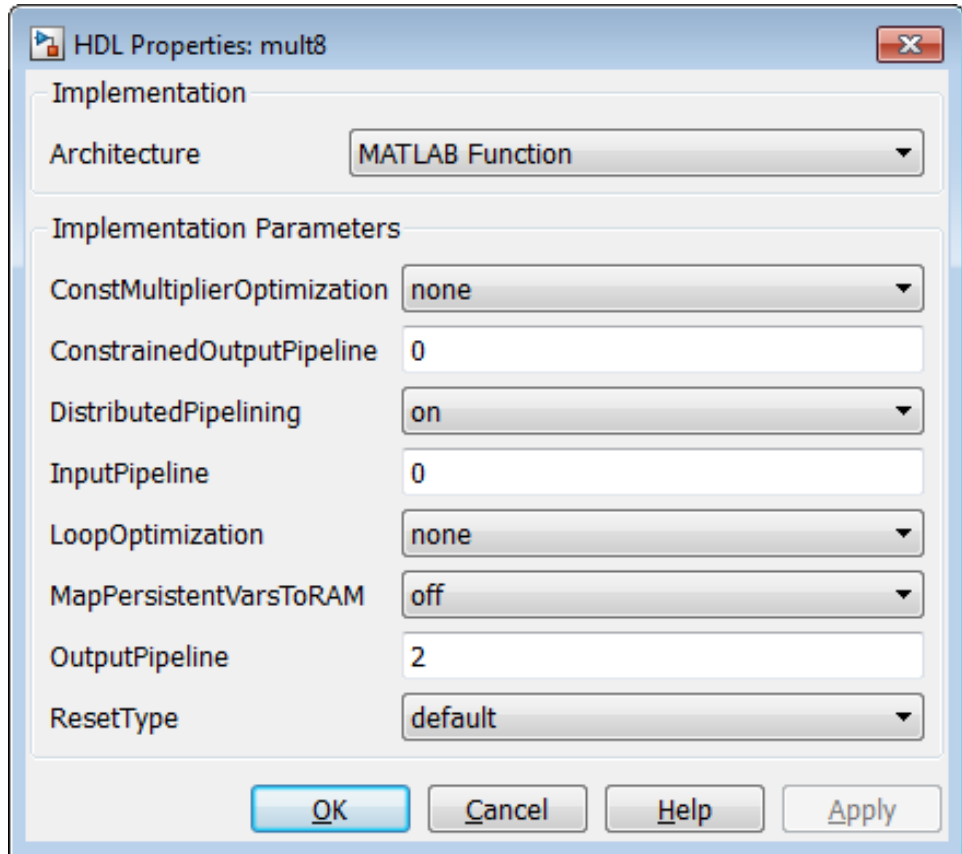 HDL Properties: mult8
Implementation
Architecture MATLAB Function
Implementation Parameters
ConstMultiplierOptimization none
ConstrainedOutputPipeline 0
DistributedPipelining on
InputPipeline 0
LoopOptimization none
MapPersistentVarsToRAM off
OutputPipeline 2
ResetType default
OK Cancel Help Apply